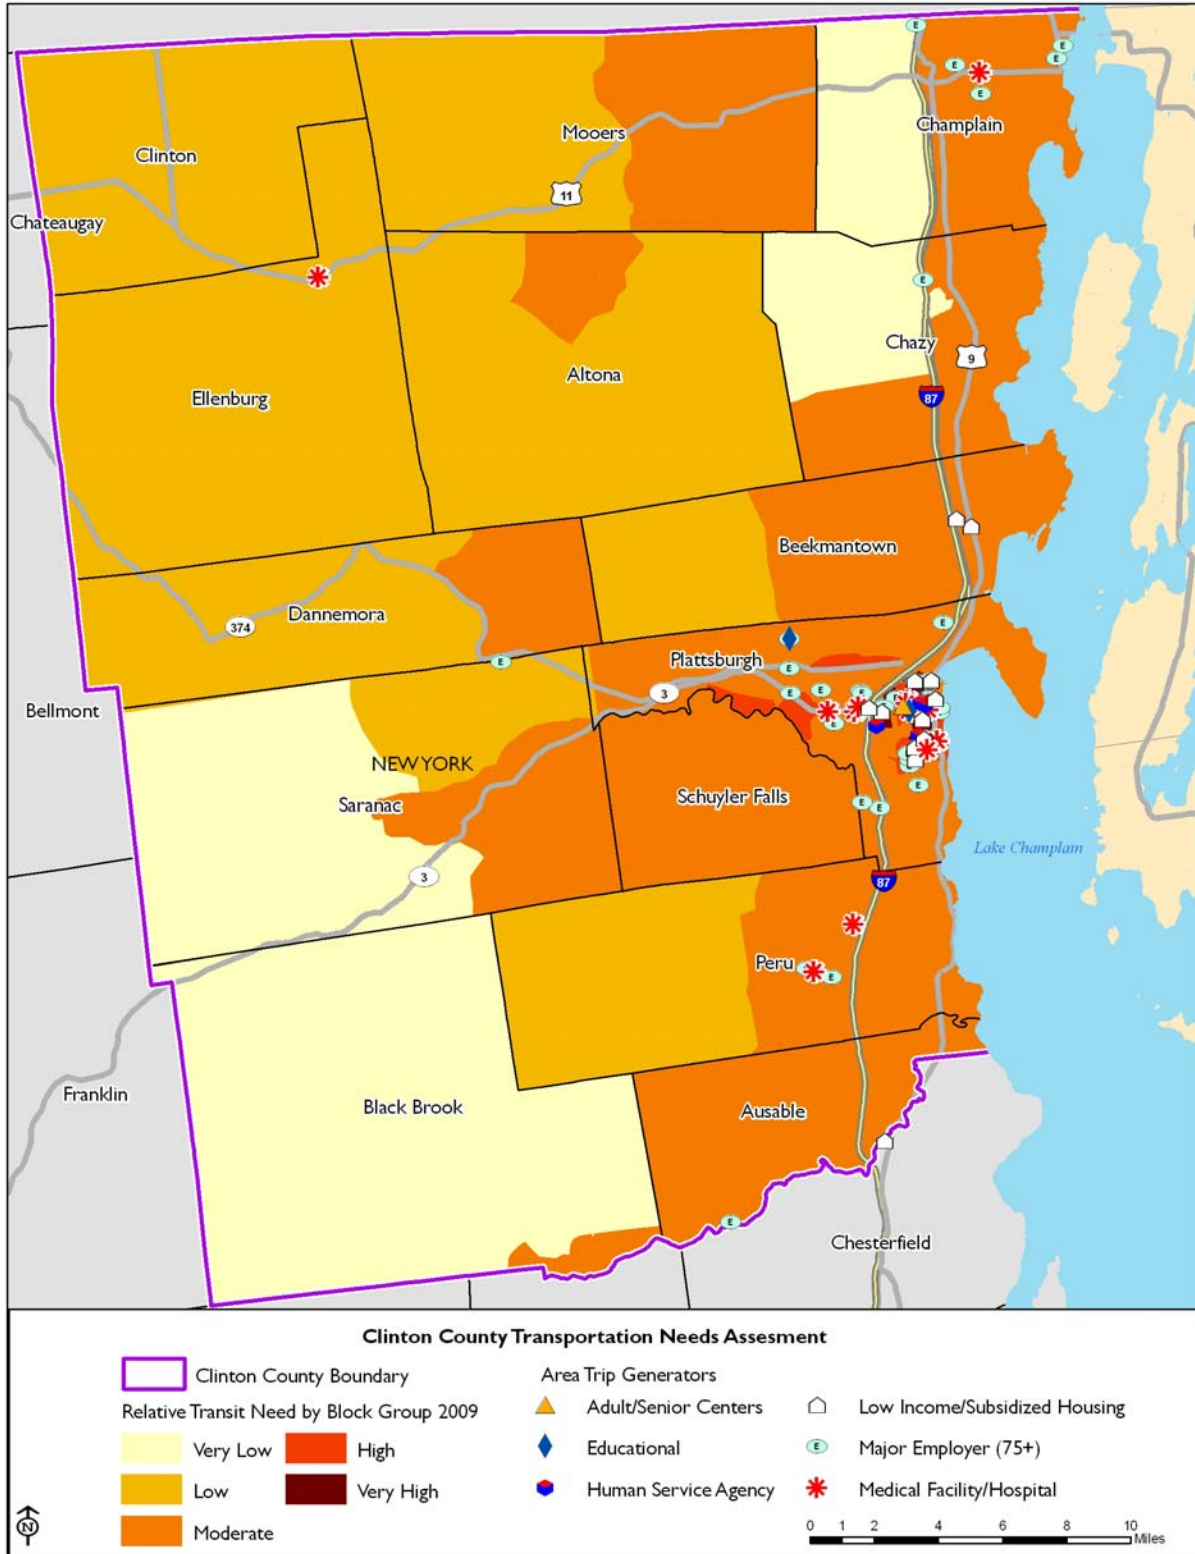 Clinton
Mooers
Champlain
11
Chateaugay
E
E
E
E
E
E
Chazy
9
Altona
Ellenburg
87
Beekmantown
Dannemora
374
E
E
Plattsburgh
E
E
3
Bellmont
E
E
E
E
NEW YORK
Saranac
Schuyler Falls
E
E
E
Lake Champlain
3
87
Peru
E
Franklin
Black Brook
Ausable
E
Chesterfield
Clinton County Transportation Needs Assesment
Clinton County Boundary
Relative Transit Need by Block Group 2009
Very Low
High
Low
Very High
Moderate
Area Trip Generators
Adult/Senior Centers
Low Income/Subsidized Housing
Educational
E Major Employer (75+)
Human Service Agency
Medical Facility/Hospital
N
0 1 2 4 6 8 10
Miles